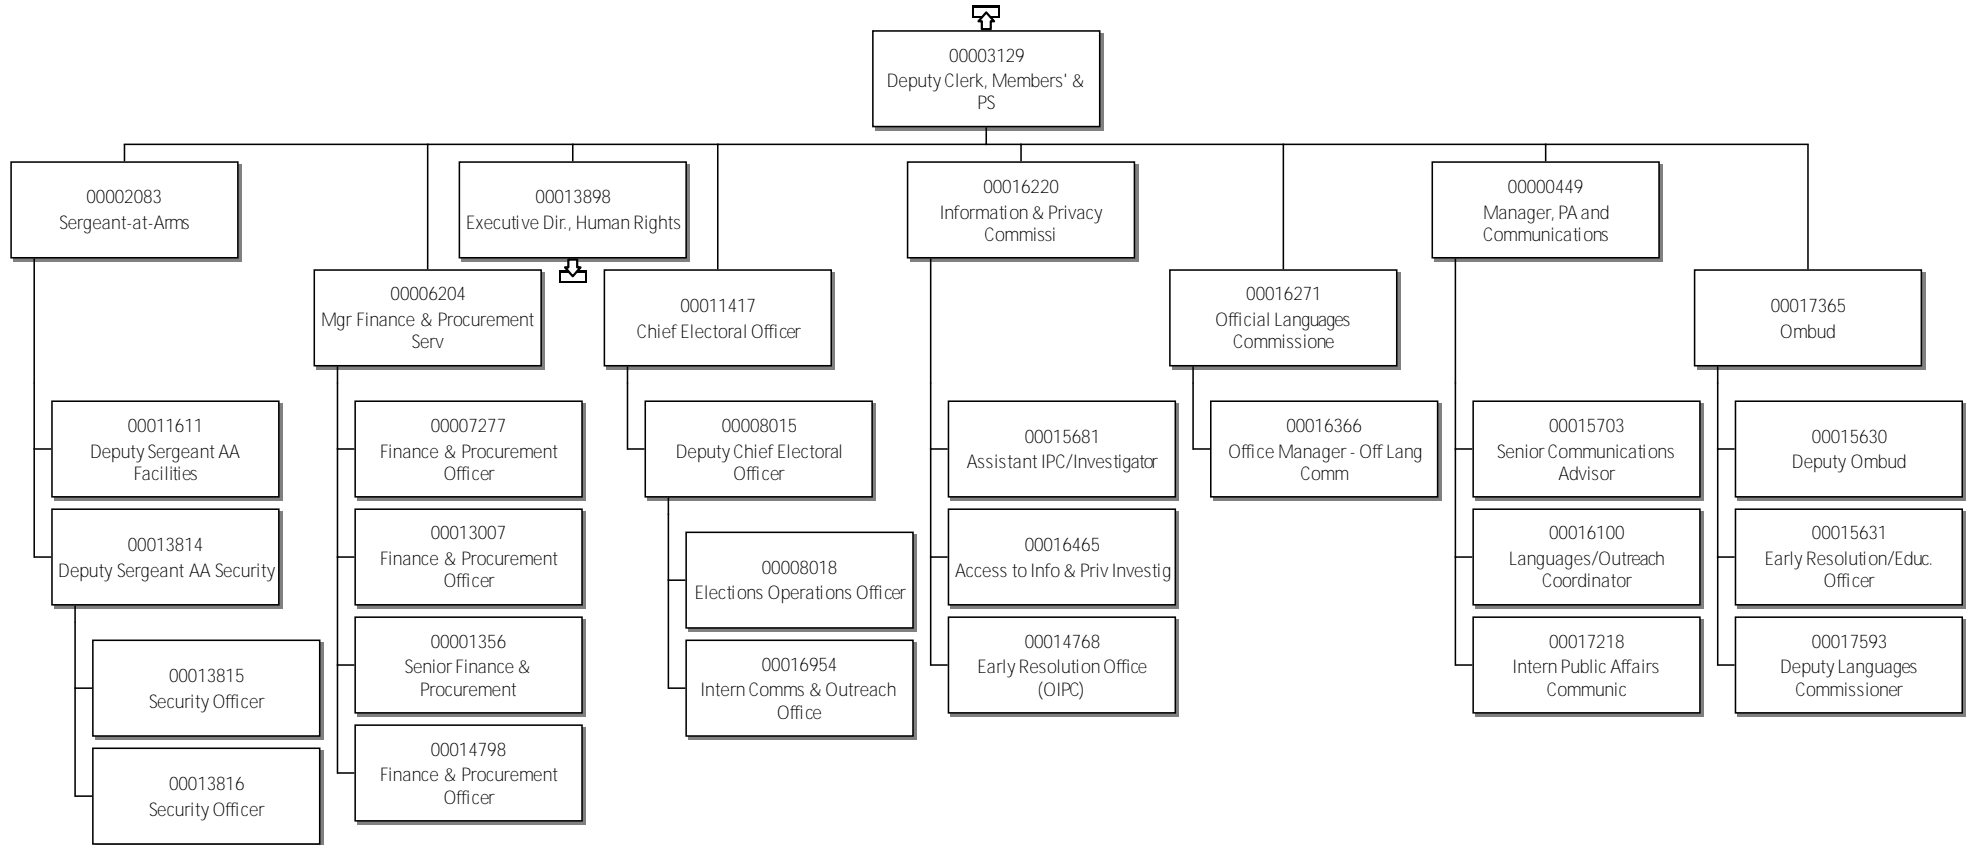 00003129
Deputy Clerk, Members' &
PS
00002083
Sergeant-at-Arms
00013898
Executive Dir., Human Rights
00016220
Information & Privacy
Commissi
00000449
Manager, PA and
Communications
00006204
Mgr Finance & Procurement
Serv
00011417
Chief Electoral Officer
00016271
Official Languages
Commissione
00017365
Ombud
00011611
Deputy Sergeant AA
Facilities
00013814
Deputy Sergeant AA Security
00013815
Security Officer
00013816
Security Officer
00007277
Finance & Procurement
Officer
00013007
Finance & Procurement
Officer
00001356
Senior Finance &
Procurement
00014798
Finance & Procurement
Officer
00008015
Deputy Chief Electoral
Officer
00008018
Elections Operations Officer
00016954
Intern Comms & Outreach
Office
00015681
Assistant IPC/Investigator
00016465
Access to Info & Priv Investig
00014768
Early Resolution Office
(OIPC)
00016366
Office Manager - Off Lang
Comm
00015703
Senior Communications
Advisor
00016100
Languages/Outreach
Coordinator
00017218
Intern Public Affairs
Communic
00015630
Deputy Ombud
00015631
Early Resolution/Educ.
Officer
00017593
Deputy Languages
Commissioner